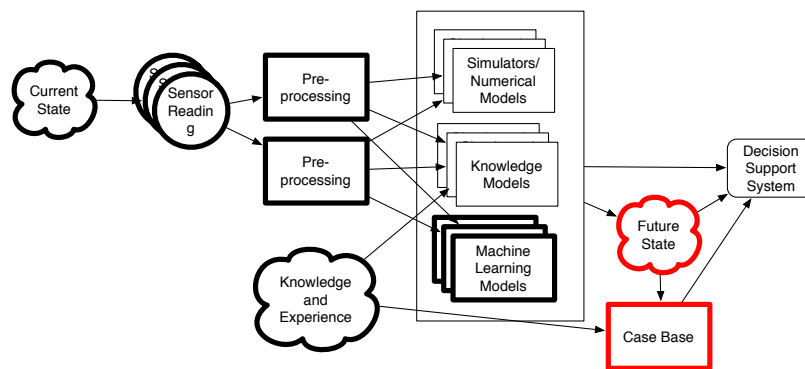 Current
State
S
S
Sensor
Readin
g
Pre-
processing
Pre-
processing
Simulators/
Numerical
Models
Knowledge
Models
Machine
Learning
Models
Knowledge
and
Experience
Future
State
Case Base
Decision
Support
System